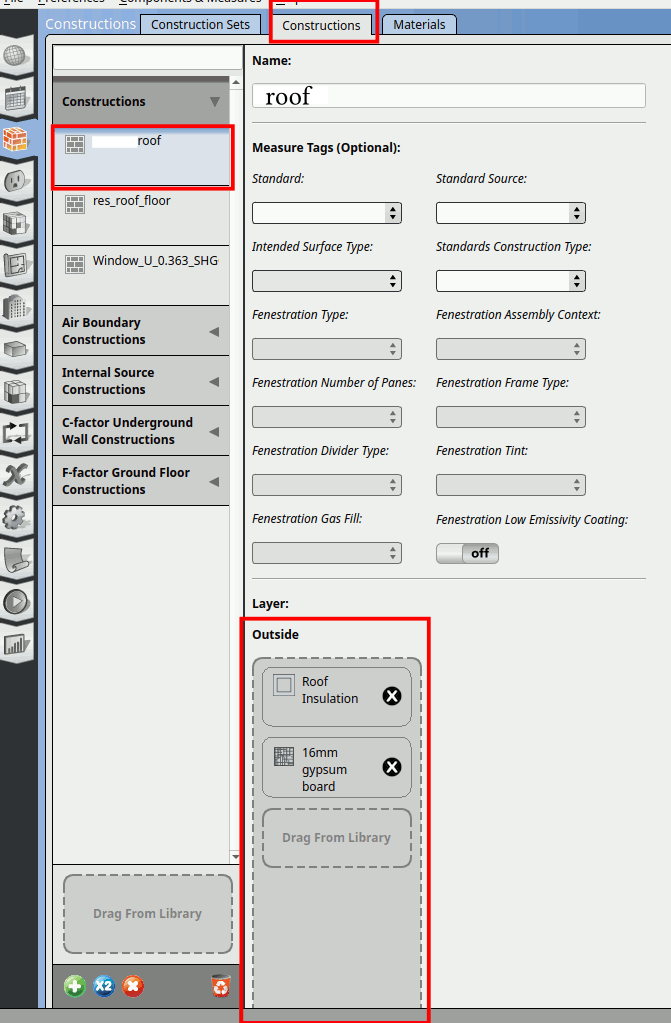 Preferences Components & Measures
Constructions Construction Sets Constructions Materials
Name:
Constructions
roof
roof
Measure Tags (Optional):
res_roof_floor
Standard: Standard Source:
Window_U_0.363_SHG
Intended Surface Type: Standards Construction Type:
Air Boundary
Constructions
Fenestration Type: Fenestration Assembly Context:
Internal Source
Constructions
Fenestration Number of Panes: Fenestration Frame Type:
C-factor Underground
Wall Constructions
Fenestration Divider Type: Fenestration Tint:
F-factor Ground Floor
Constructions
Fenestration Gas Fill: Fenestration Low Emissivity Coating:
off
Layer:
Outside
Roof
Insulation
X
16mm
gypsum
board
X
Drag From Library
Drag From Library
X2